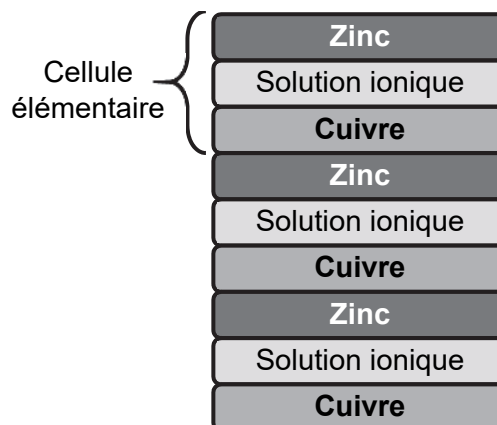 Zinc
Cellule
élémentaire
Solution ionique
Cuivre
Zinc
Solution ionique
Cuivre
Zinc
Solution ionique
Cuivre